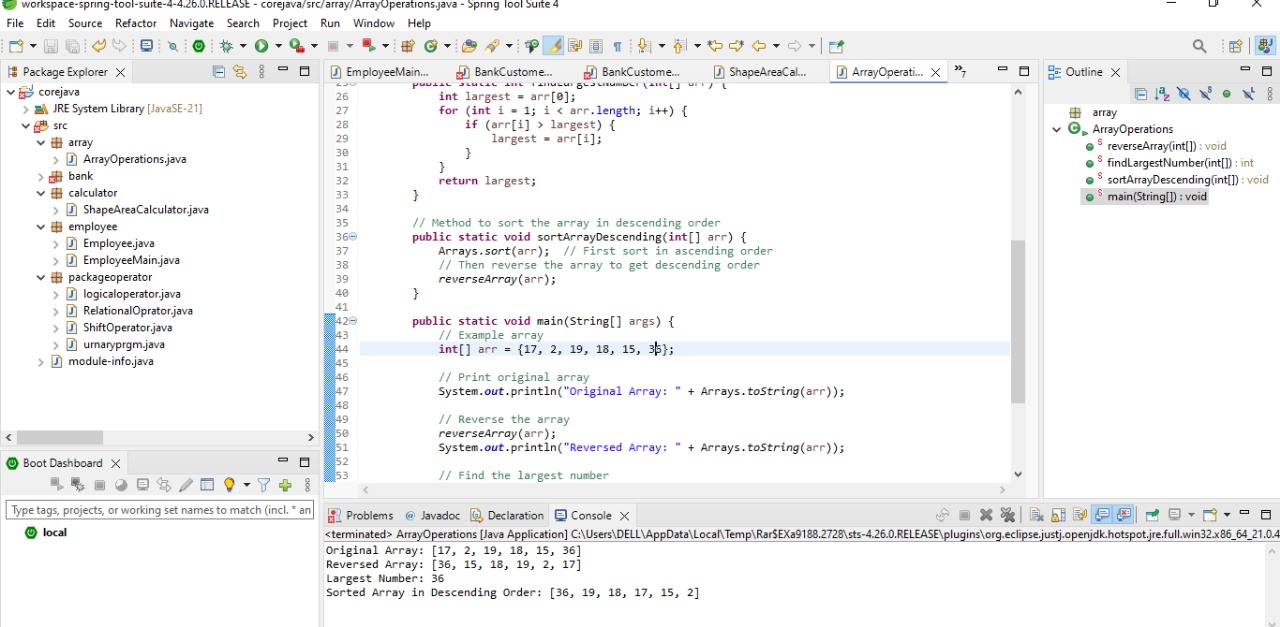 workspace-spring-tool-suite-4-4.26.0.RELEASE - corejava/src/array/ArrayOperations.java - Spring Tool Suite 4
File Edit Source Refactor Navigate Search Project Run Window Help
Package Explorer
corejava
JRE System Library [JavaSE-21]
src
array
ArrayOperations.java
bank
calculator
ShapeAreaCalculator.java
employee
Employee.java
EmployeeMain.java
packageoperator
logicaloperator.java
RelationalOprator.java
ShiftOperator.java
urnaryprgm.java
module-info.java
Boot Dashboard
Type tags, projects, or working set names to match (incl. * an
local
EmployeeMain... BankCustome... BankCustome... ShapeAreaCal... ArrayOperati... »7
public static int findLargestNumber(int[] arr) {
26 int largest = arr[0];
27 for (int i = 1; i < arr.length; i++) {
28 if (arr[i] > largest) {
29 largest = arr[i];
30 }
31 }
32 return largest;
33 }
34
35 // Method to sort the array in descending order
36 public static void sortArrayDescending(int[] arr) {
37 Arrays.sort(arr); // First sort in ascending order
38 // Then reverse the array to get descending order
39 reverseArray(arr);
40 }
41
42 public static void main(String[] args) {
43 // Example array
44 int[] arr = {17, 2, 19, 18, 15, 36};
45
46 // Print original array
47 System.out.println("Original Array: " + Arrays.toString(arr));
48
49 // Reverse the array
50 reverseArray(arr);
51 System.out.println("Reversed Array: " + Arrays.toString(arr));
52
53 // Find the largest number
Outline
array
ArrayOperations
reverseArray(int[]) : void
findLargestNumber(int[]) : int
sortArrayDescending(int[]) : void
main(String[]) : void
Problems @ Javadoc Declaration Console
<terminated> ArrayOperations [Java Application] C:\Users\DELL\AppData\Local\Temp\Rar$EXa9188.2728\sts-4.26.0.RELEASE\plugins\org.eclipse.justj.openjdk.hotspot.jre.full.win32.x86_64_21.0.4
Original Array: [17, 2, 19, 18, 15, 36]
Reversed Array: [36, 15, 18, 19, 2, 17]
Largest Number: 36
Sorted Array in Descending Order: [36, 19, 18, 17, 15, 2]